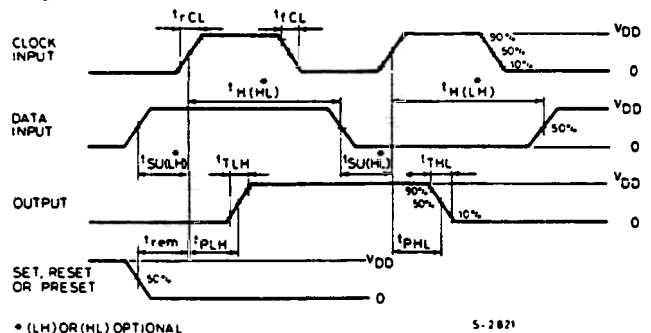 trCL tfCL
CLOCK INPUT
90% 50% 10%
VDD
0
tH(HL)* tH(LH)*
DATA INPUT
50%
VDD
0
tSU(LH)* tTLH tSU(HL)* tTHL
OUTPUT
90% 50% 10%
VDD
0
trem tPLH tPHL
SET, RESET OR PRESET
50%
VDD
0
* (LH) OR (HL) OPTIONAL
S-2821